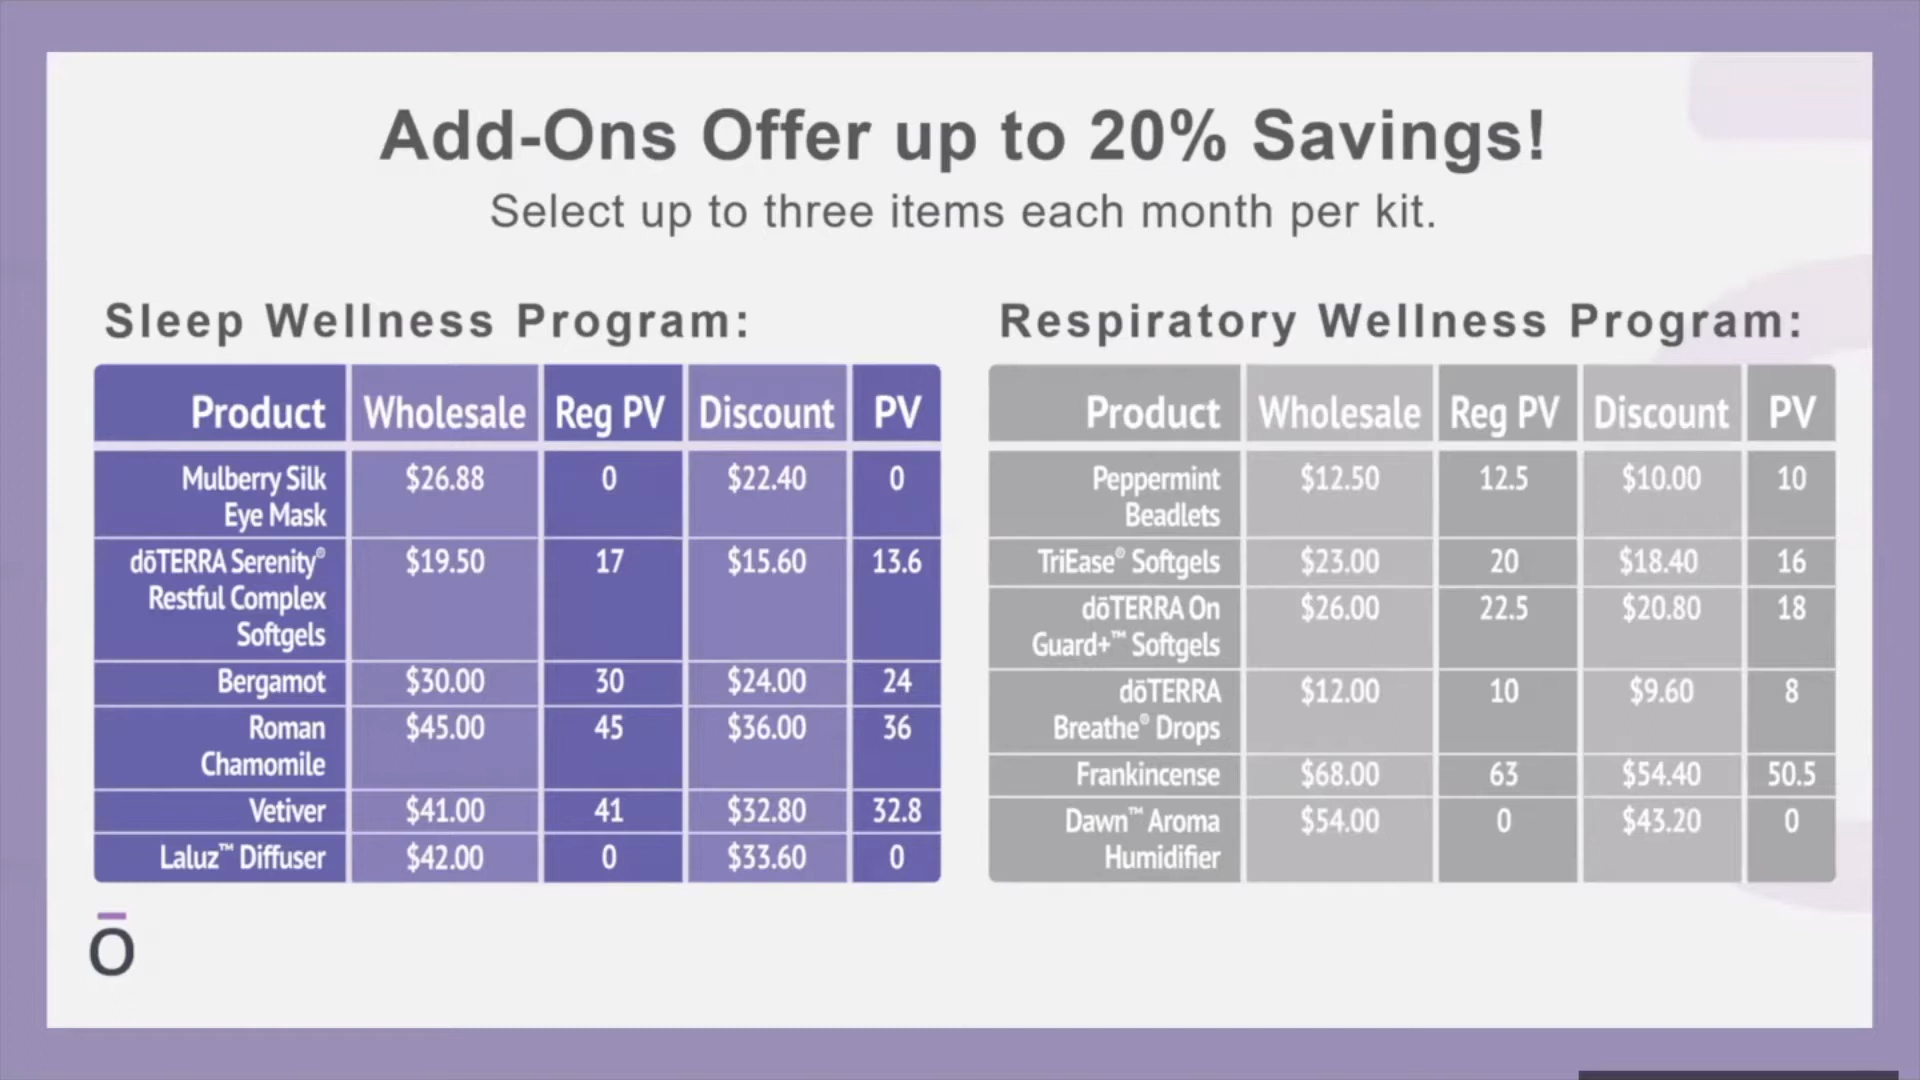 Add-Ons Offer up to 20% Savings!
Select up to three items each month per kit.
Sleep Wellness Program:
Product Wholesale Reg PV Discount PV
Mulberry Silk $26.88 0 $22.40 0
Eye Mask
dōTERRA Serenity® $19.50 17 $15.60 13.6
Restful Complex
Softgels
Bergamot $30.00 30 $24.00 24
Roman $45.00 45 $36.00 36
Chamomile
Vetiver $41.00 41 $32.80 32.8
Laluz™ Diffuser $42.00 0 $33.60 0
Respiratory Wellness Program:
Product Wholesale Reg PV Discount PV
Peppermint $12.50 12.5 $10.00 10
Beadlets
TriEase® Softgels $23.00 20 $18.40 16
dōTERRA On $26.00 22.5 $20.80 18
Guard+™ Softgels
dōTERRA $12.00 10 $9.60 8
Breathe® Drops
Frankincense $68.00 63 $54.40 50.5
Dawn™ Aroma $54.00 0 $43.20 0
Humidifier
ō